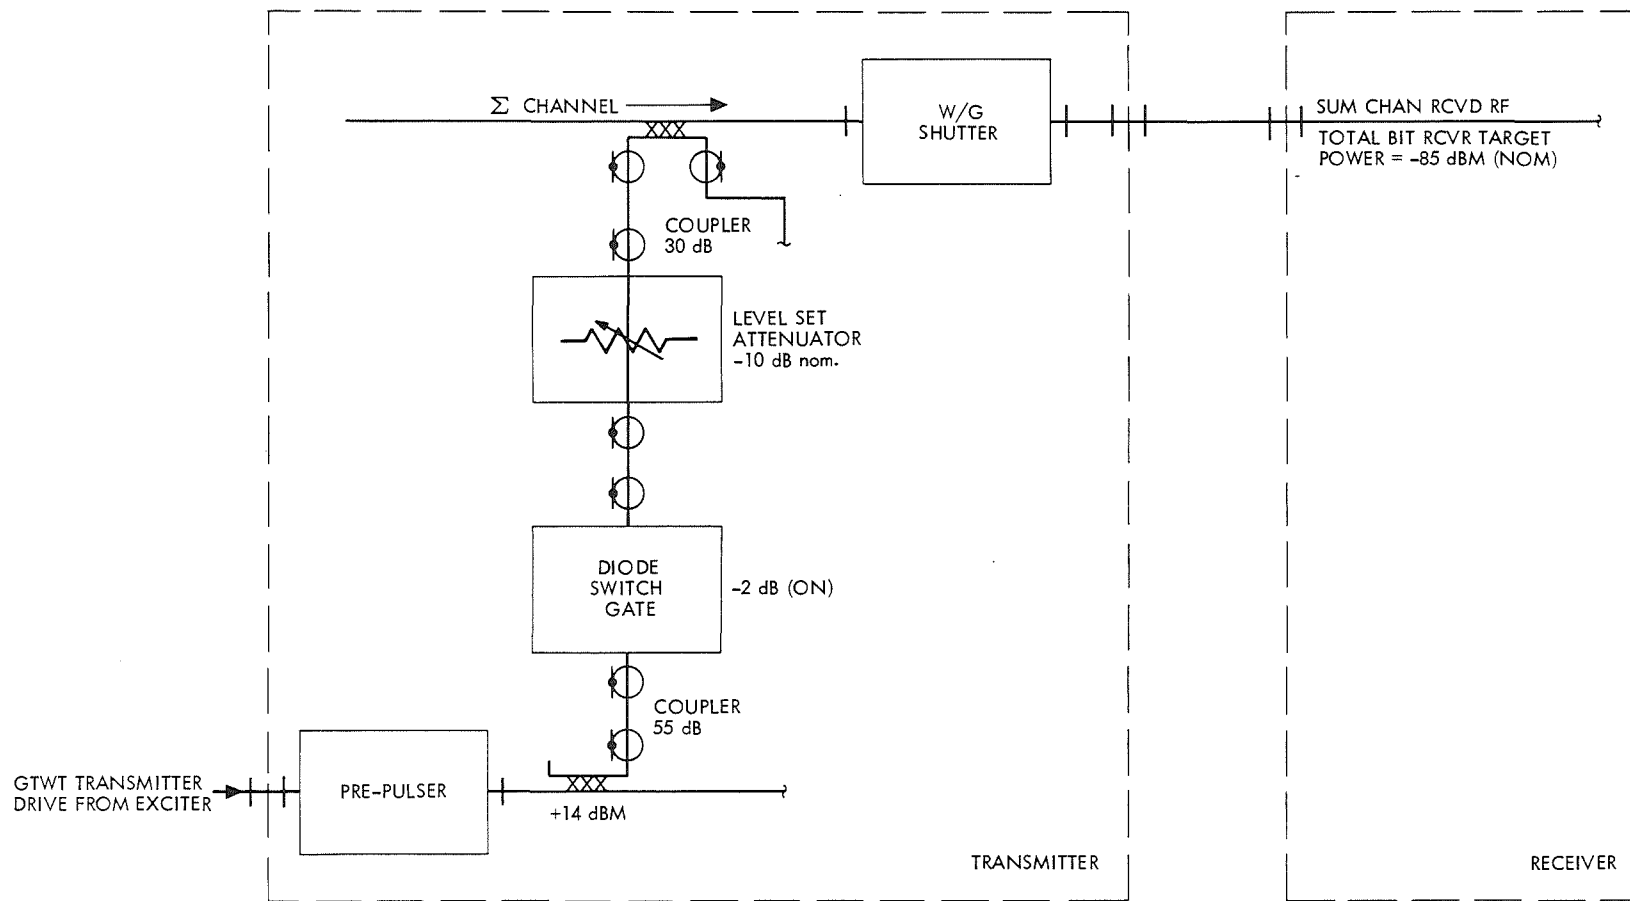 Σ CHANNEL
W/G
SHUTTER
SUM CHAN RCVD RF
TOTAL BIT RCVR TARGET
POWER = -85 dBM (NOM)
COUPLER
30 dB
LEVEL SET
ATTENUATOR
-10 dB nom.
DIODE
SWITCH
GATE
-2 dB (ON)
COUPLER
55 dB
GTWT TRANSMITTER
DRIVE FROM EXCITER
PRE-PULSER
+14 dBM
TRANSMITTER
RECEIVER